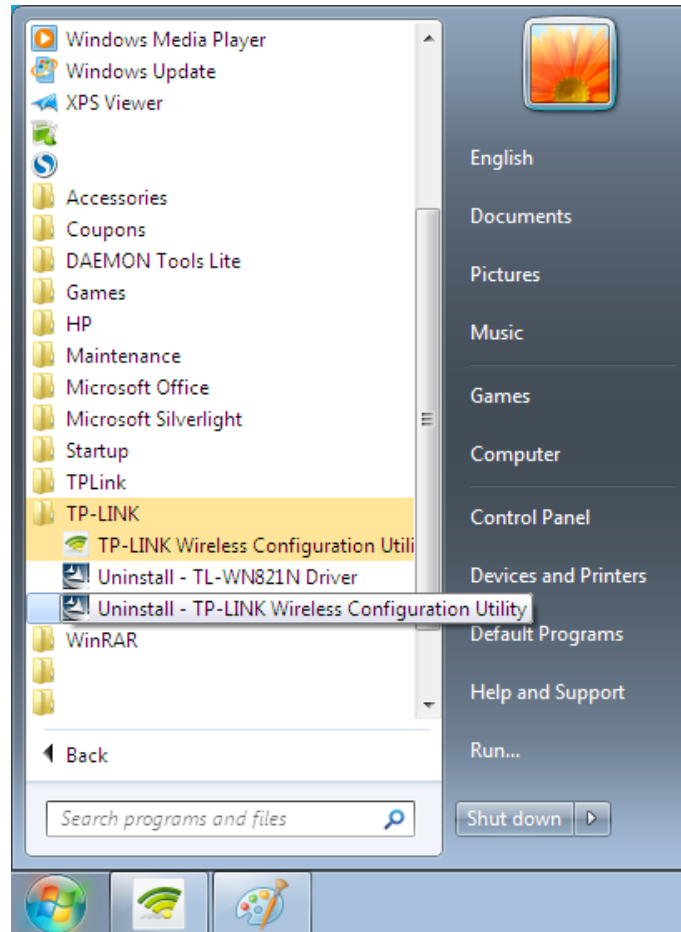 Windows Media Player
Windows Update
XPS Viewer
Accessories
Coupons
DAEMON Tools Lite
Games
HP
Maintenance
Microsoft Office
Microsoft Silverlight
Startup
TPLink
TP-LINK
TP-LINK Wireless Configuration Utili
Uninstall - TL-WN821N Driver
Uninstall - TP-LINK Wireless Configuration Utility
WinRAR
Back
Search programs and files
English
Documents
Pictures
Music
Games
Computer
Control Panel
Devices and Printers
Default Programs
Help and Support
Run...
Shut down